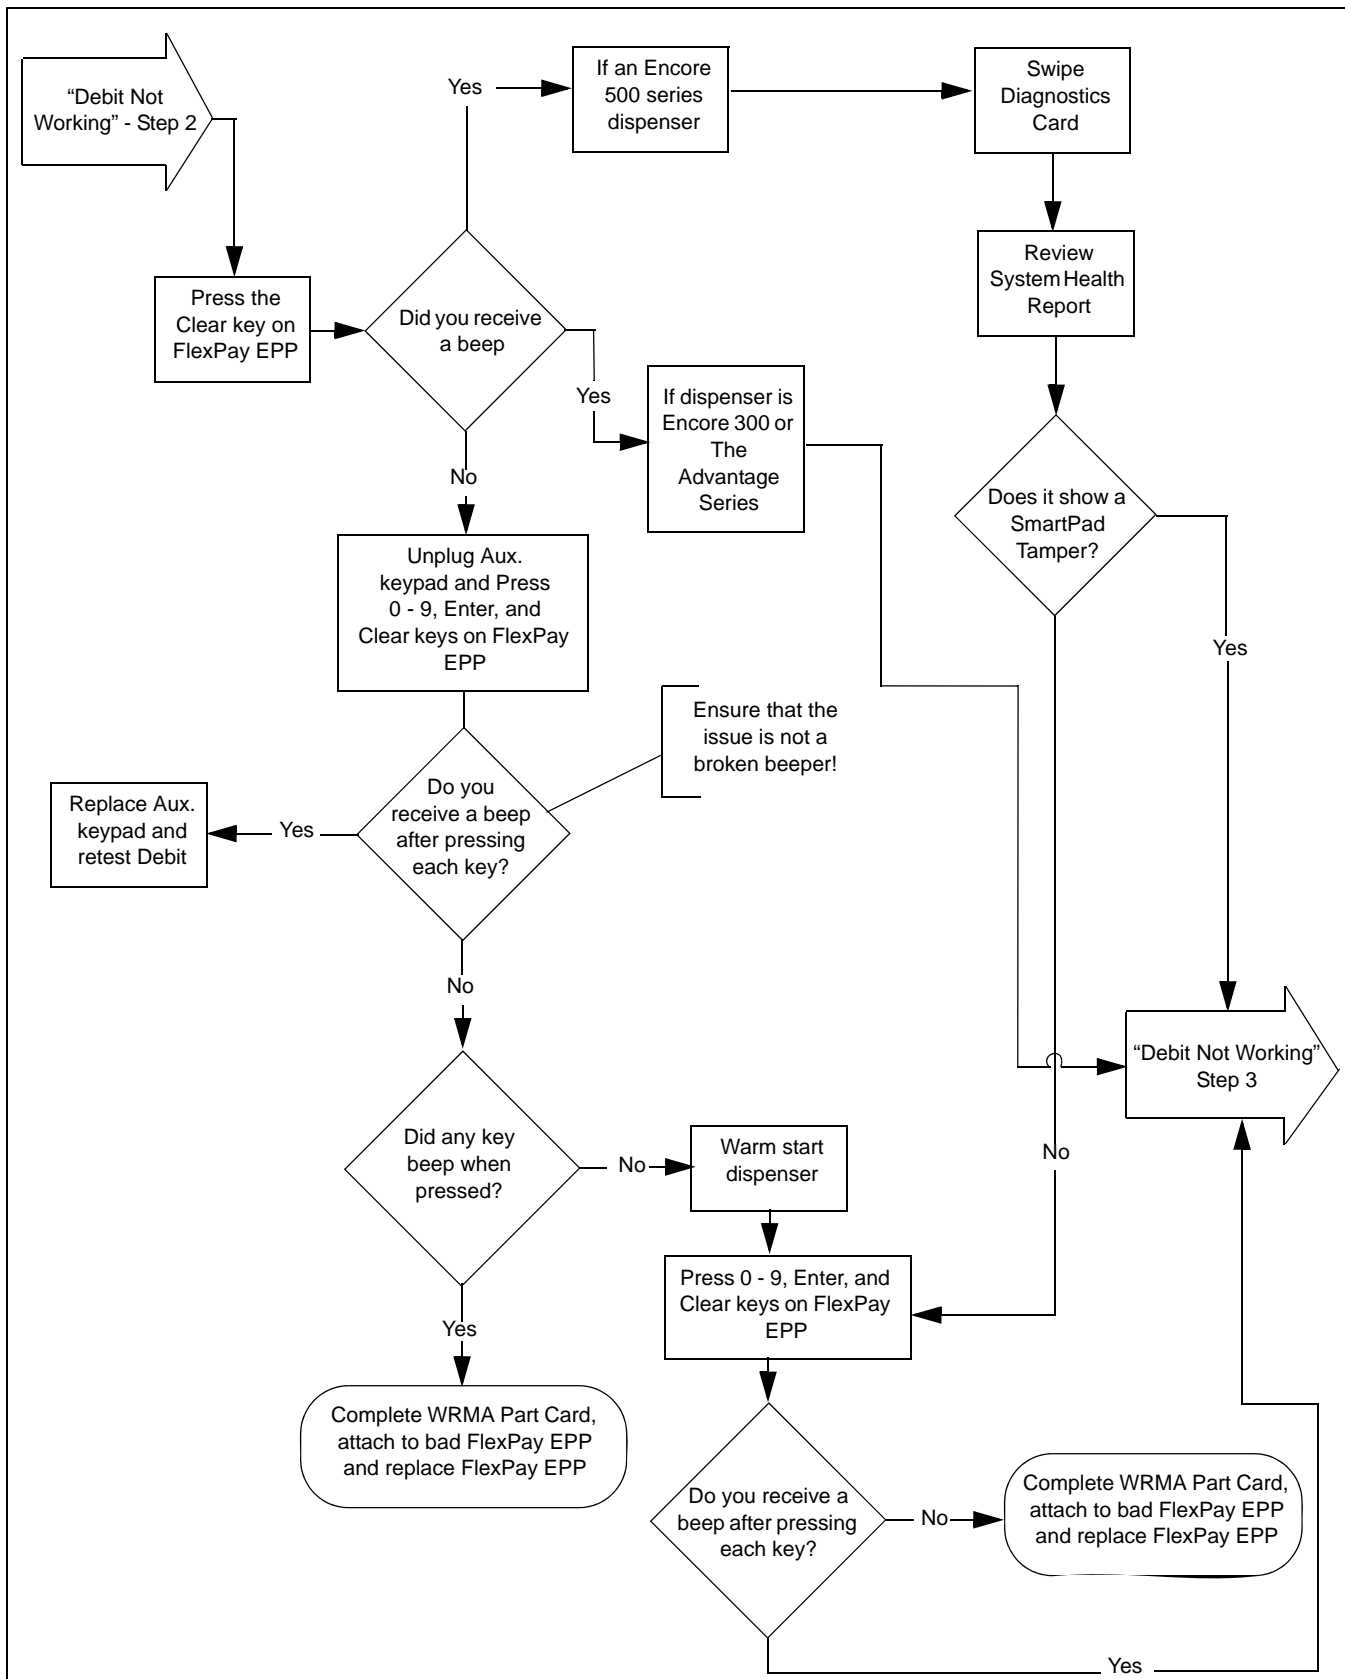 “Debit Not
Working” - Step 2
Press the
Clear key on
FlexPay EPP
Did you receive
a beep
Yes
If an Encore
500 series
dispenser
Swipe
Diagnostics
Card
Review
System Health
Report
Does it show a
SmartPad
Tamper?
Yes
No
Yes
If dispenser is
Encore 300 or
The
Advantage
Series
No
Unplug Aux.
keypad and Press
0 - 9, Enter, and
Clear keys on FlexPay
EPP
Ensure that the
issue is not a
broken beeper!
Do you
receive a beep
after pressing
each key?
Yes
Replace Aux.
keypad and
retest Debit
No
Did any key
beep when
pressed?
No
Warm start
dispenser
Press 0 - 9, Enter, and
Clear keys on FlexPay
EPP
Yes
Complete WRMA Part Card,
attach to bad FlexPay EPP
and replace FlexPay EPP
Do you receive a
beep after pressing
each key?
No
Complete WRMA Part Card,
attach to bad FlexPay EPP
and replace FlexPay EPP
Yes
“Debit Not Working”
Step 3